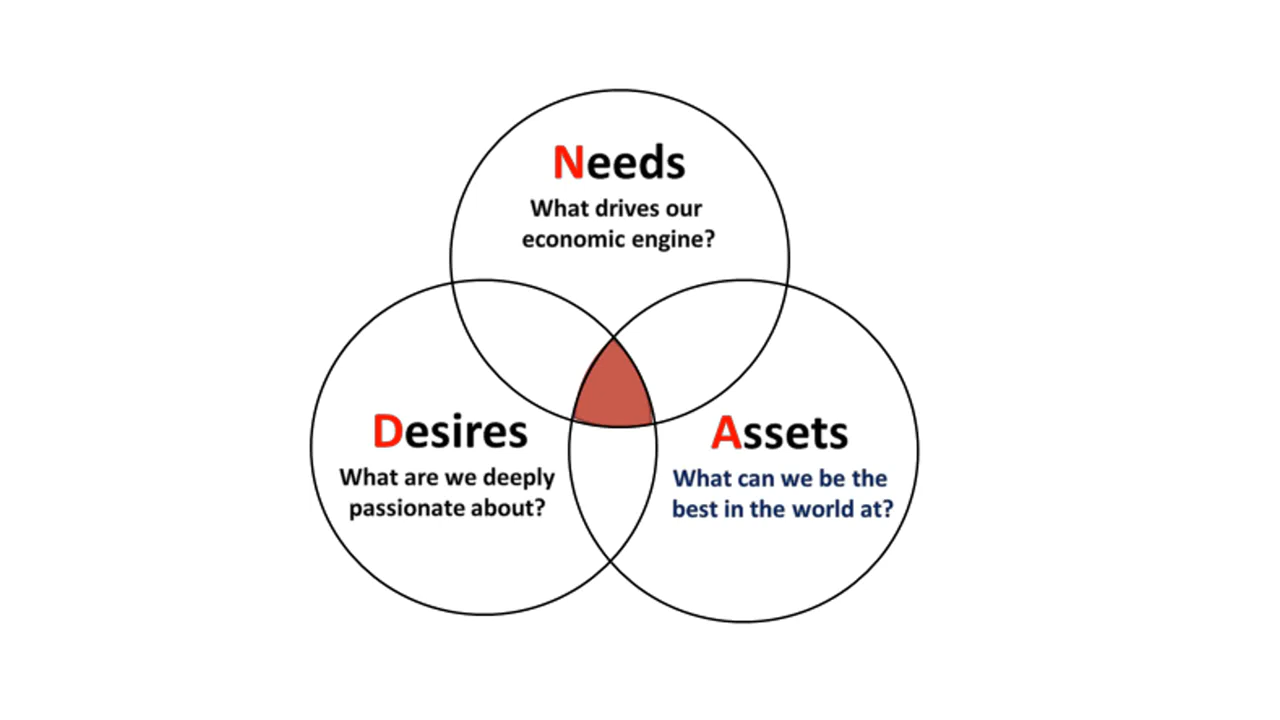 Needs
What drives our
economic engine?
Desires
What are we deeply
passionate about?
Assets
What can we be the
best in the world at?